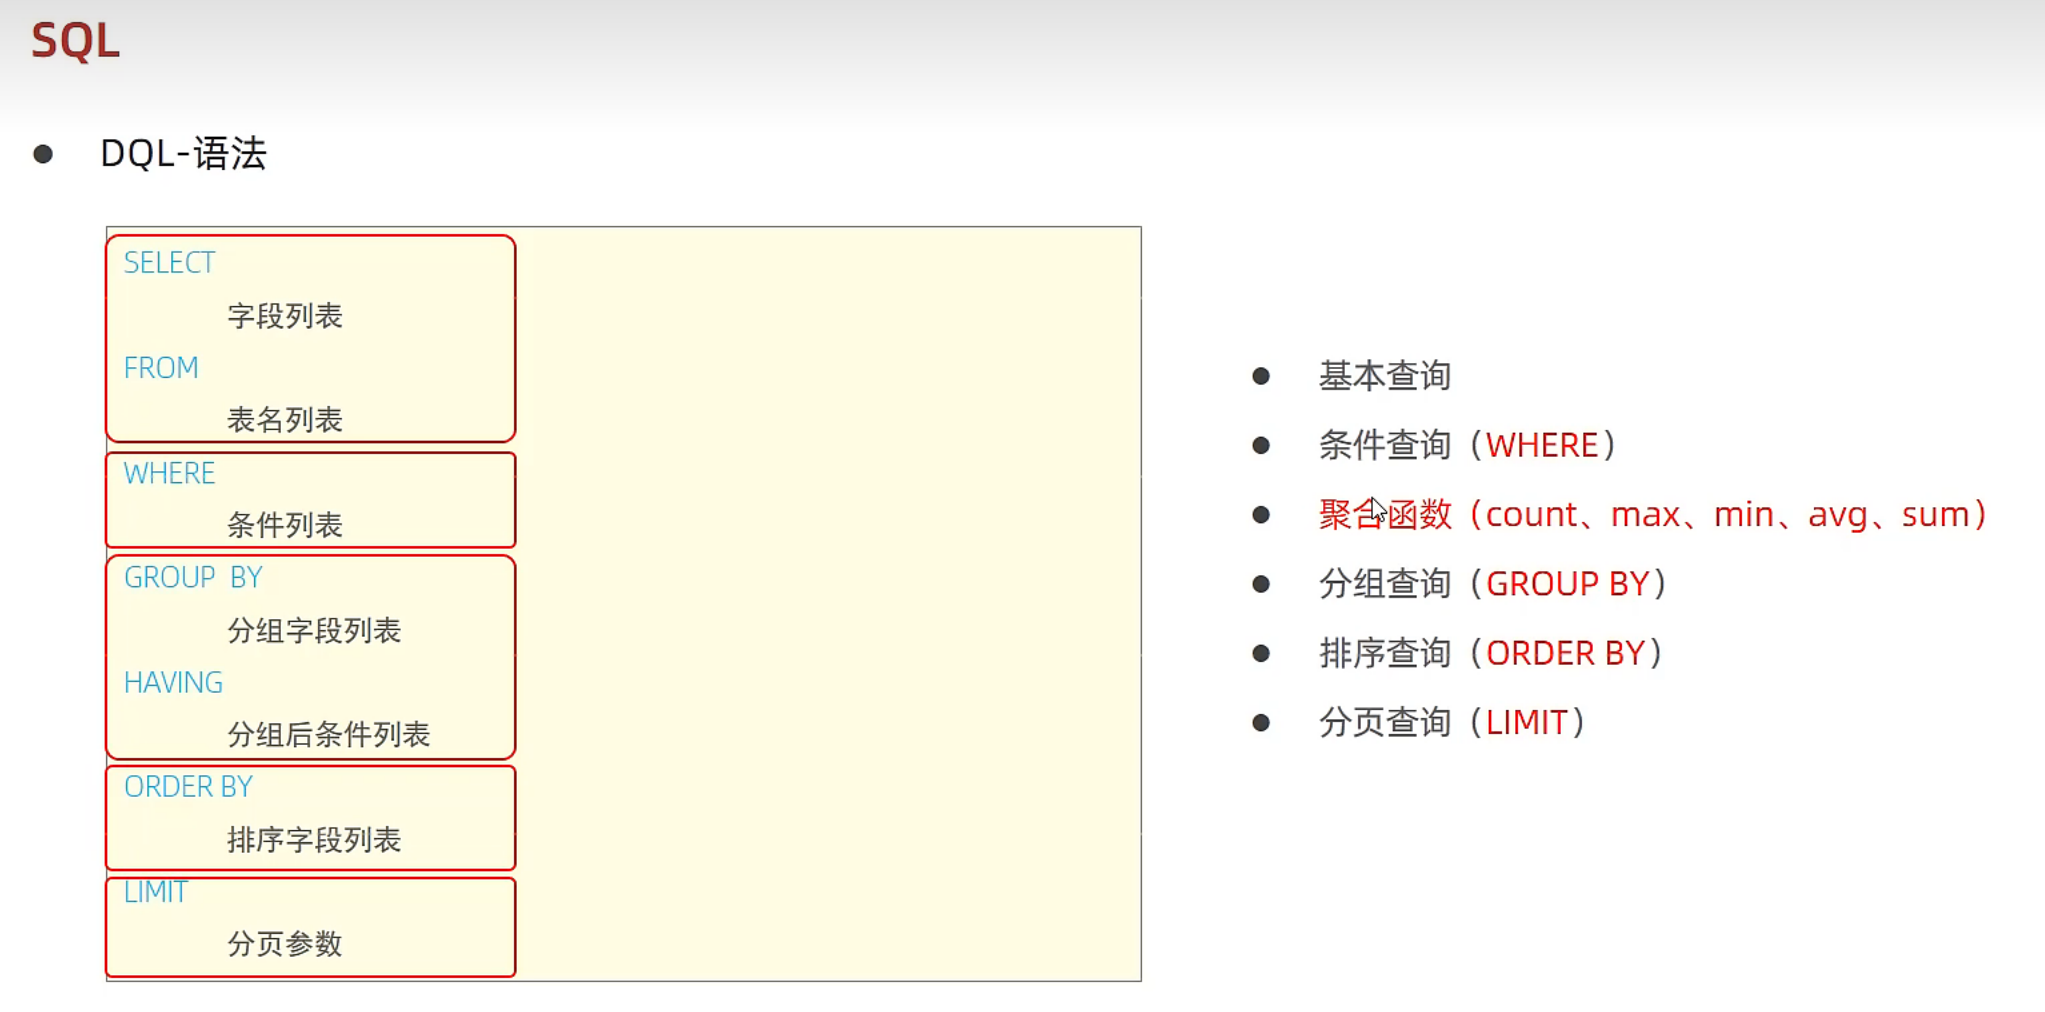 SQL
DQL-语法
SELECT
字段列表
FROM
表名列表
WHERE
条件列表
GROUP BY
分组字段列表
HAVING
分组后条件列表
ORDER BY
排序字段列表
LIMIT
分页参数
基本查询
条件查询（WHERE）
聚合函数（count、max、min、avg、sum）
分组查询（GROUP BY）
排序查询（ORDER BY）
分页查询（LIMIT）